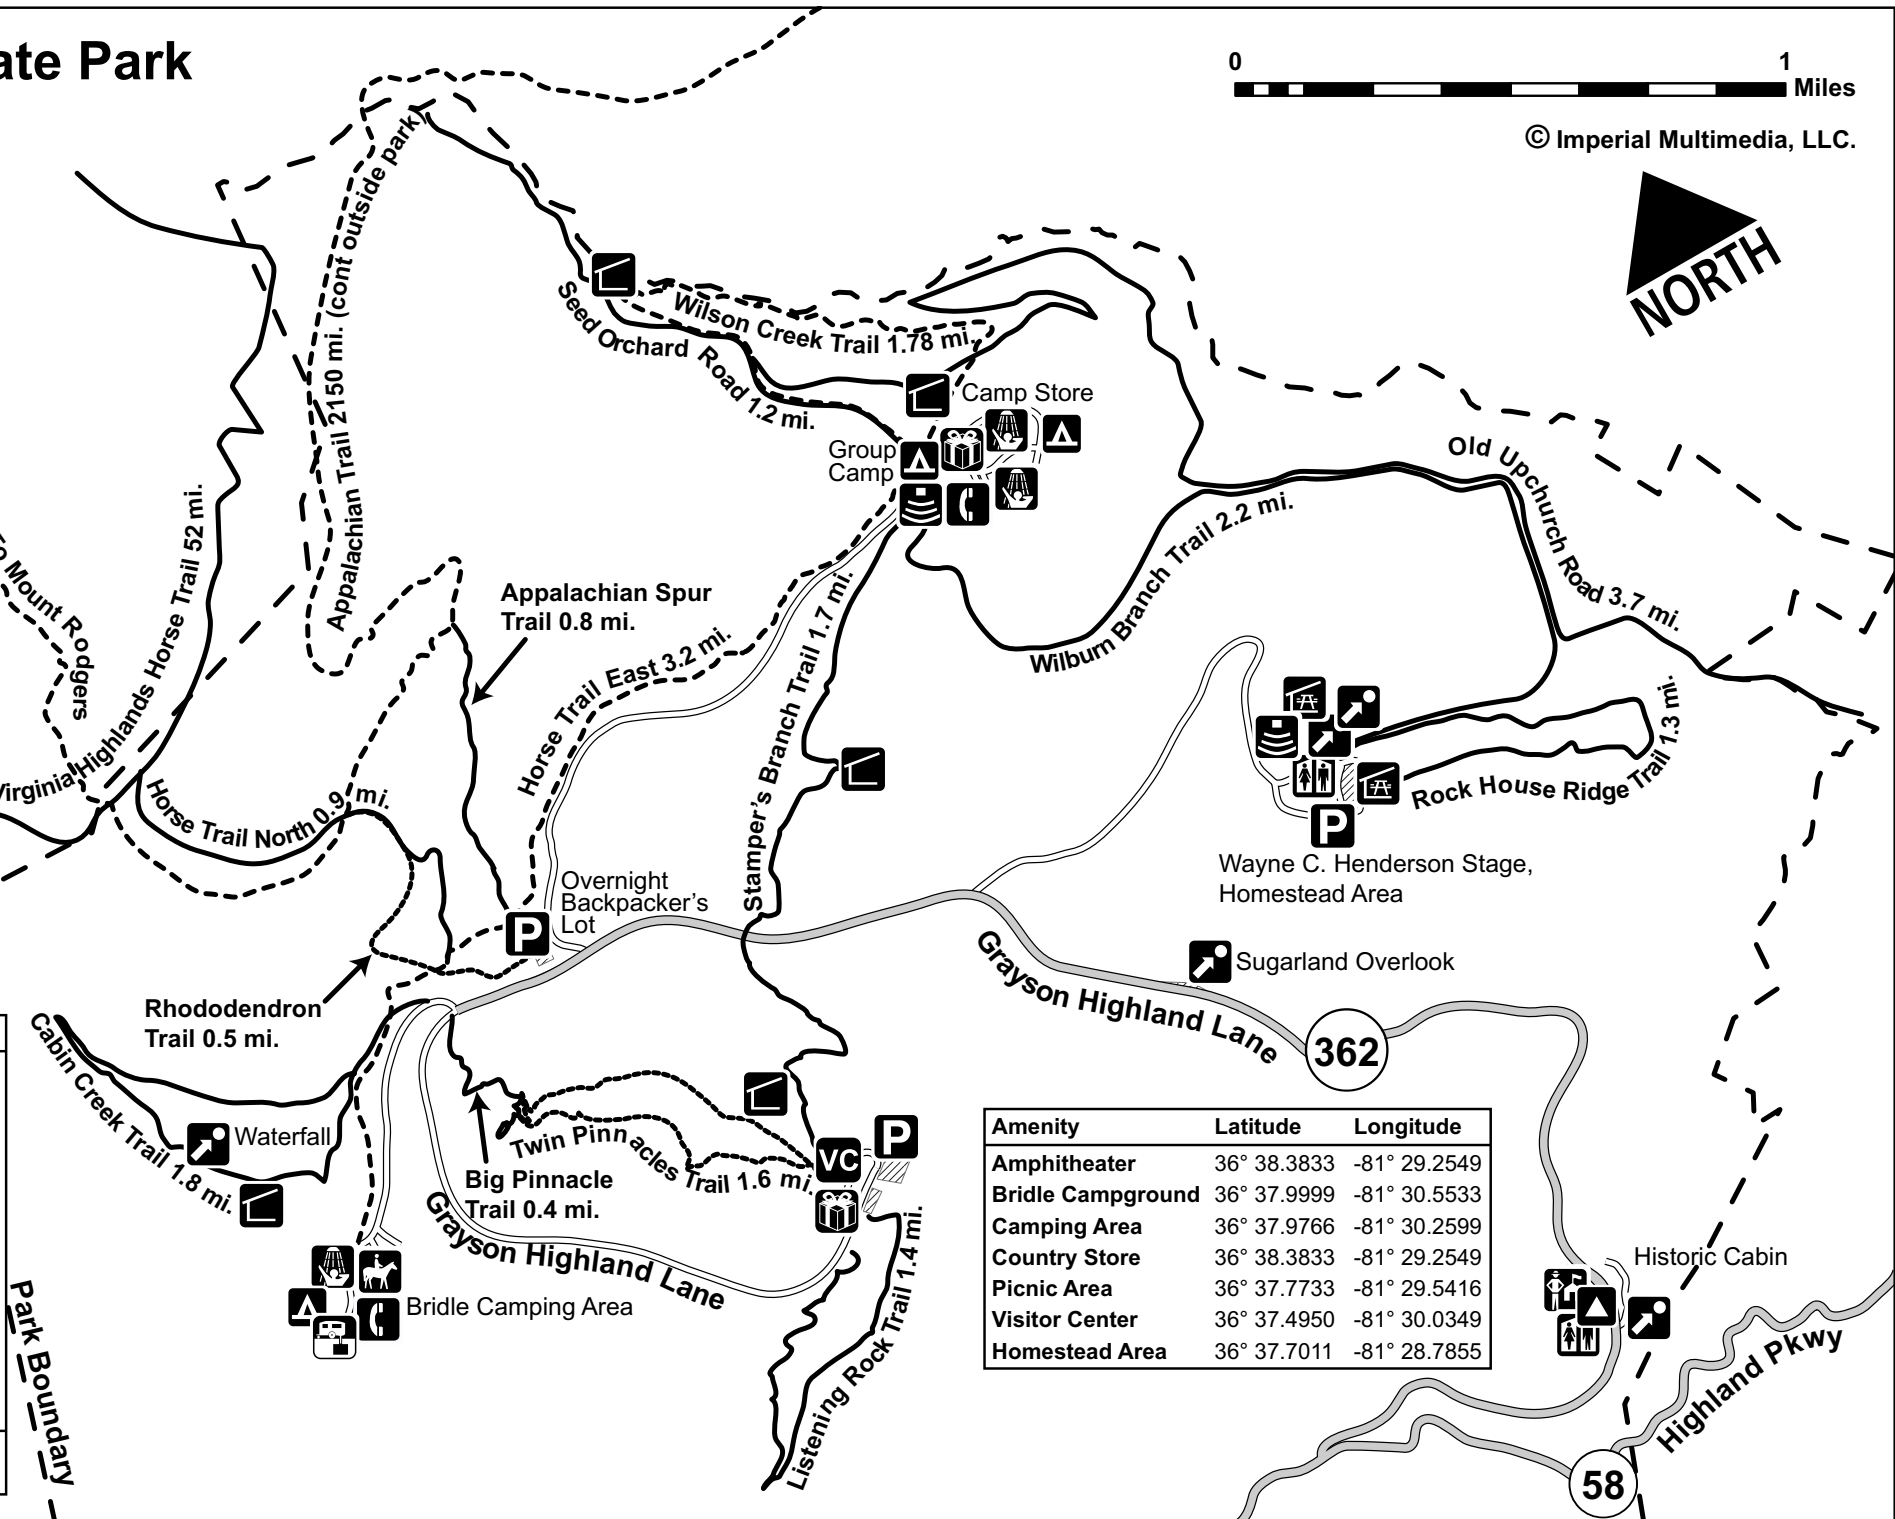 ate Park
0 1
Miles
© Imperial Multimedia, LLC.
NORTH
Appalachian Trail 2150 mi. (cont outside park)
Seed Orchard Road 1.2 mi.
Wilson Creek Trail 1.78 mi.
Camp Store
Group
Camp
Old Upchurch Road 3.7 mi.
Wilburn Branch Trail 2.2 mi.
To Mount Rodgers
Virginia Highlands Horse Trail 52 mi.
Appalachian Spur
Trail 0.8 mi.
Horse Trail East 3.2 mi.
Stamper's Branch Trail 1.7 mi.
Horse Trail North 0.9 mi.
Rock House Ridge Trail 1.3 mi.
P
Wayne C. Henderson Stage,
Homestead Area
Overnight
Backpacker's
Lot
P
Grayson Highland Lane
Sugarland Overlook
362
Rhododendron
Trail 0.5 mi.
Cabin Creek Trail 1.8 mi.
Waterfall
Twin Pinnacles Trail 1.6 mi.
Big Pinnacle
Trail 0.4 mi.
VC
P
Grayson Highland Lane
Listening Rock Trail 1.4 mi.
Bridle Camping Area
Park Boundary
Amenity Latitude Longitude
Amphitheater 36° 38.3833 -81° 29.2549
Bridle Campground 36° 37.9999 -81° 30.5533
Camping Area 36° 37.9766 -81° 30.2599
Country Store 36° 38.3833 -81° 29.2549
Picnic Area 36° 37.7733 -81° 29.5416
Visitor Center 36° 37.4950 -81° 30.0349
Homestead Area 36° 37.7011 -81° 28.7855
Historic Cabin
Highland Pkwy
58